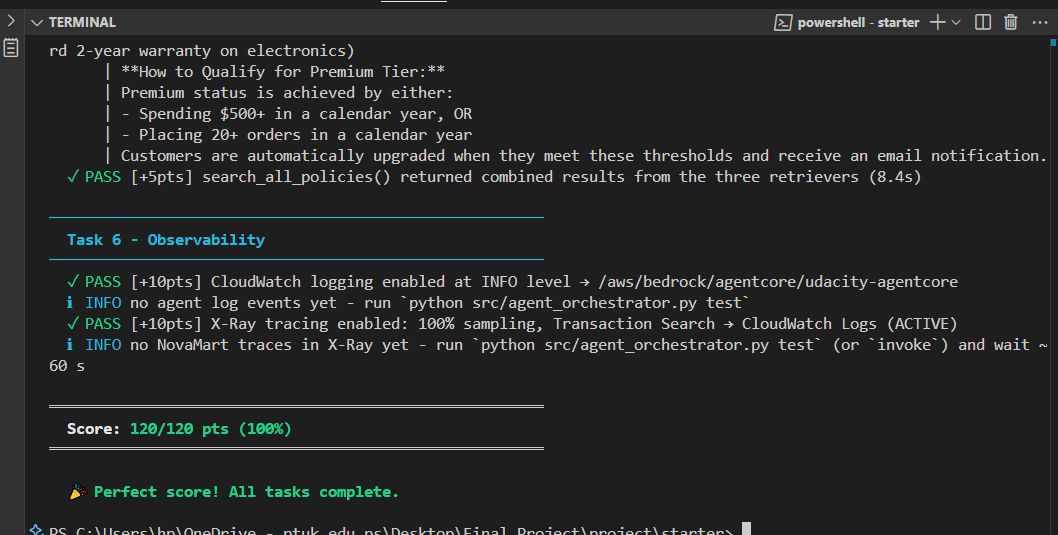 TERMINAL
powershell - starter
rd 2-year warranty on electronics)
| **How to Qualify for Premium Tier:**
| Premium status is achieved by either:
| - Spending $500+ in a calendar year, OR
| - Placing 20+ orders in a calendar year
| Customers are automatically upgraded when they meet these thresholds and receive an email notification.
✓ PASS [+5pts] search_all_policies() returned combined results from the three retrievers (8.4s)
Task 6 - Observability
✓ PASS [+10pts] CloudWatch logging enabled at INFO level → /aws/bedrock/agentcore/udacity-agentcore
ℹ INFO no agent log events yet - run `python src/agent_orchestrator.py test`
✓ PASS [+10pts] X-Ray tracing enabled: 100% sampling, Transaction Search → CloudWatch Logs (ACTIVE)
ℹ INFO no NovaMart traces in X-Ray yet - run `python src/agent_orchestrator.py test` (or `invoke`) and wait ~
60 s
Score: 120/120 pts (100%)
🎉 Perfect score! All tasks complete.
PS C:\Users\hp\OneDrive - ptuk.edu.ps\Desktop\Final Project\project\starter>